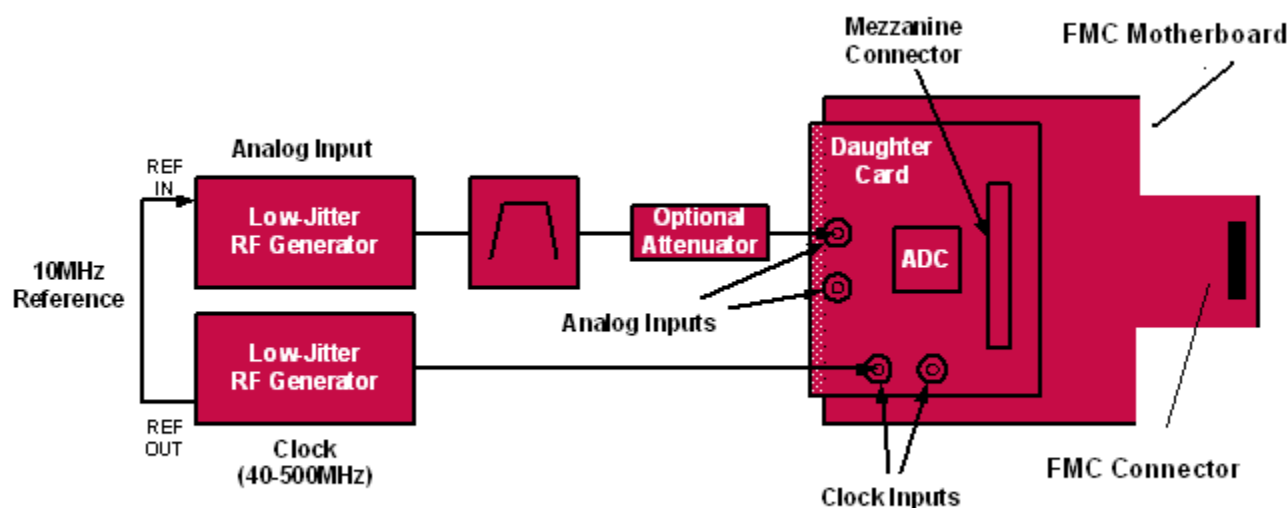 Mezzanine
Connector
FMC Motherboard
Analog Input
REF
IN
Low-Jitter
RF Generator
Optional
Attenuator
Daughter
Card
ADC
10MHz
Reference
Analog Inputs
Low-Jitter
RF Generator
REF
OUT
Clock
(40-500MHz)
Clock Inputs
FMC Connector